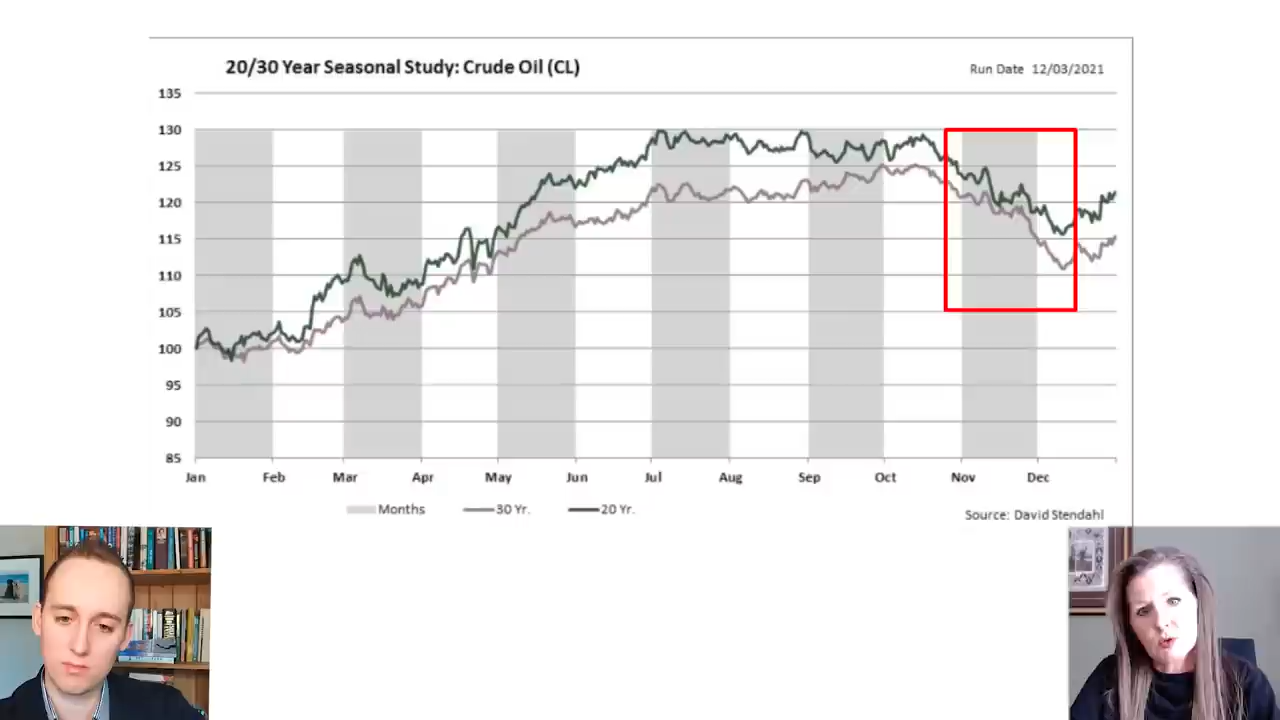 20/30 Year Seasonal Study: Crude Oil (CL)
Run Date 12/03/2021
135
130
125
120
115
110
105
100
95
90
85
Jan Feb Mar Apr May Jun Jul Aug Sep Oct Nov Dec
Months 30 Yr. 20 Yr.
Source: David Stendahl